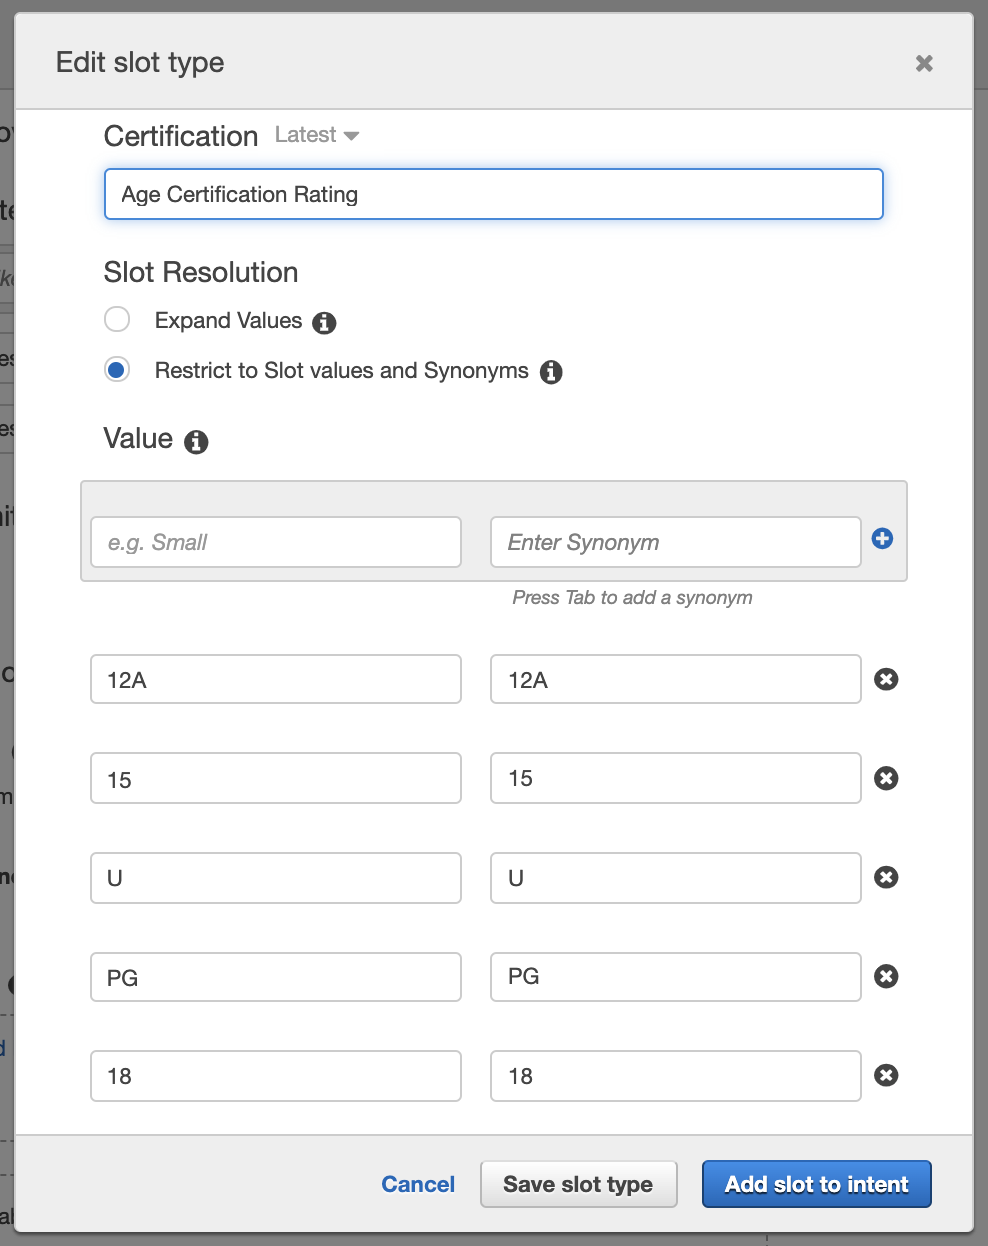 Edit slot type
Certification Latest
Age Certification Rating
Slot Resolution
Expand Values
Restrict to Slot values and Synonyms
Value
e.g. Small Enter Synonym
Press Tab to add a synonym
12A 12A
15 15
U U
PG PG
18 18
Cancel Save slot type Add slot to intent